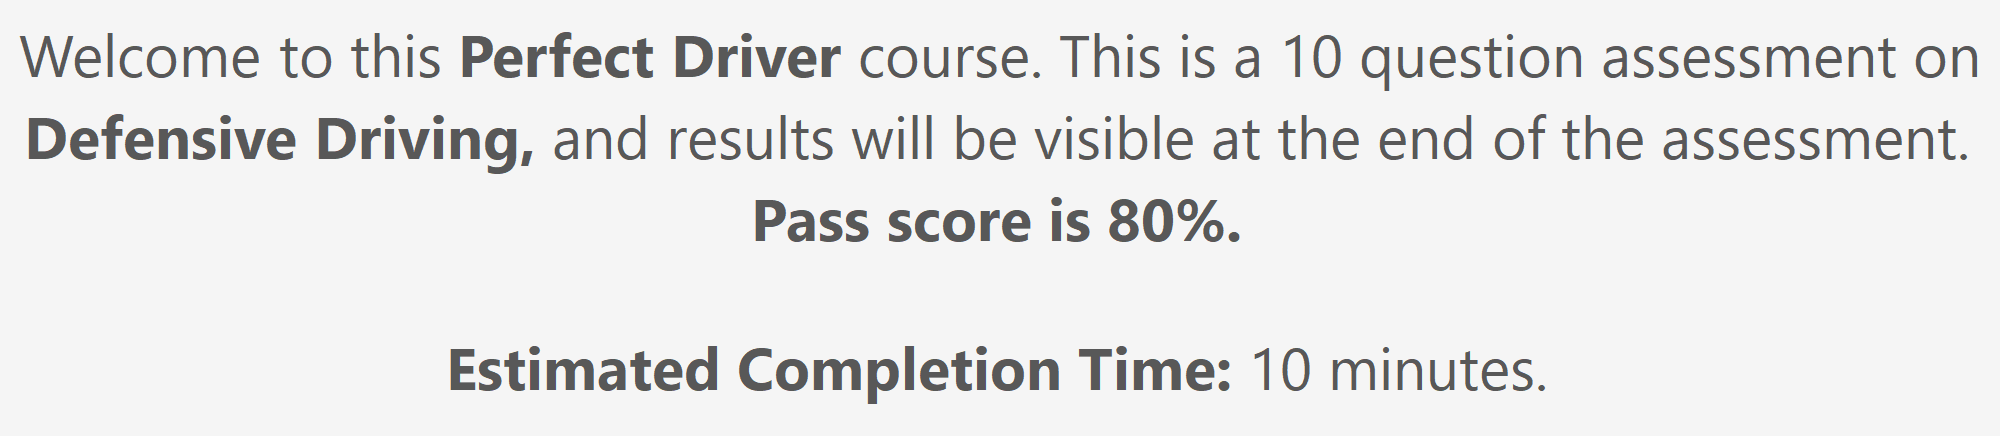 Welcome to this Perfect Driver course. This is a 10 question assessment on
Defensive Driving, and results will be visible at the end of the assessment.
Pass score is 80%.
Estimated Completion Time: 10 minutes.